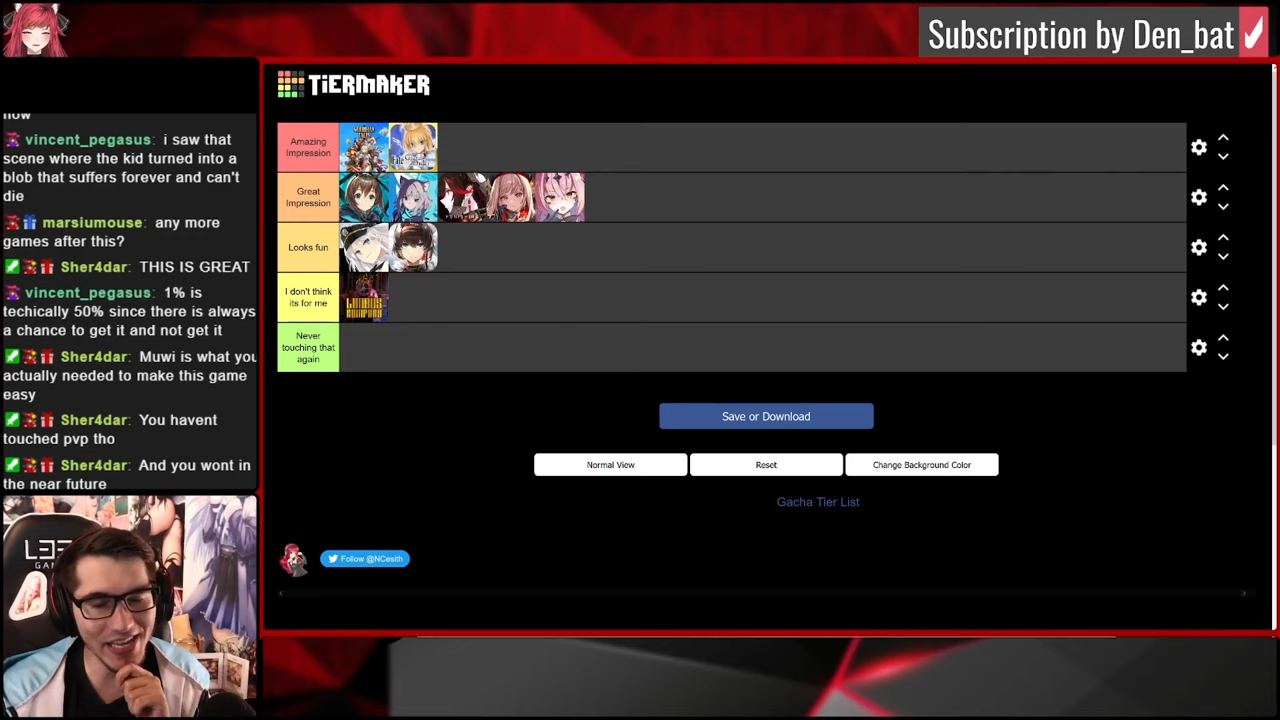 Subscription by Den_bat
now
vincent_pegasus: i saw that
scene where the kid turned into a
blob that suffers forever and can't
die
marsiumouse: any more
games after this?
Sher4dar: THIS IS GREAT
vincent_pegasus: 1% is
techically 50% since there is always
a chance to get it and not get it
Sher4dar: Muwi is what you
actually needed to make this game
easy
Sher4dar: You havent
touched pvp tho
Sher4dar: And you wont in
the near future
TIERMAKER
Amazing
Impression
Fate
Great
Impression
Looks fun
I don't think
its for me
LIMBUS
COMPANY
Never
touching that
again
Save or Download
Normal View
Reset
Change Background Color
Gacha Tier List
Follow @NCesith